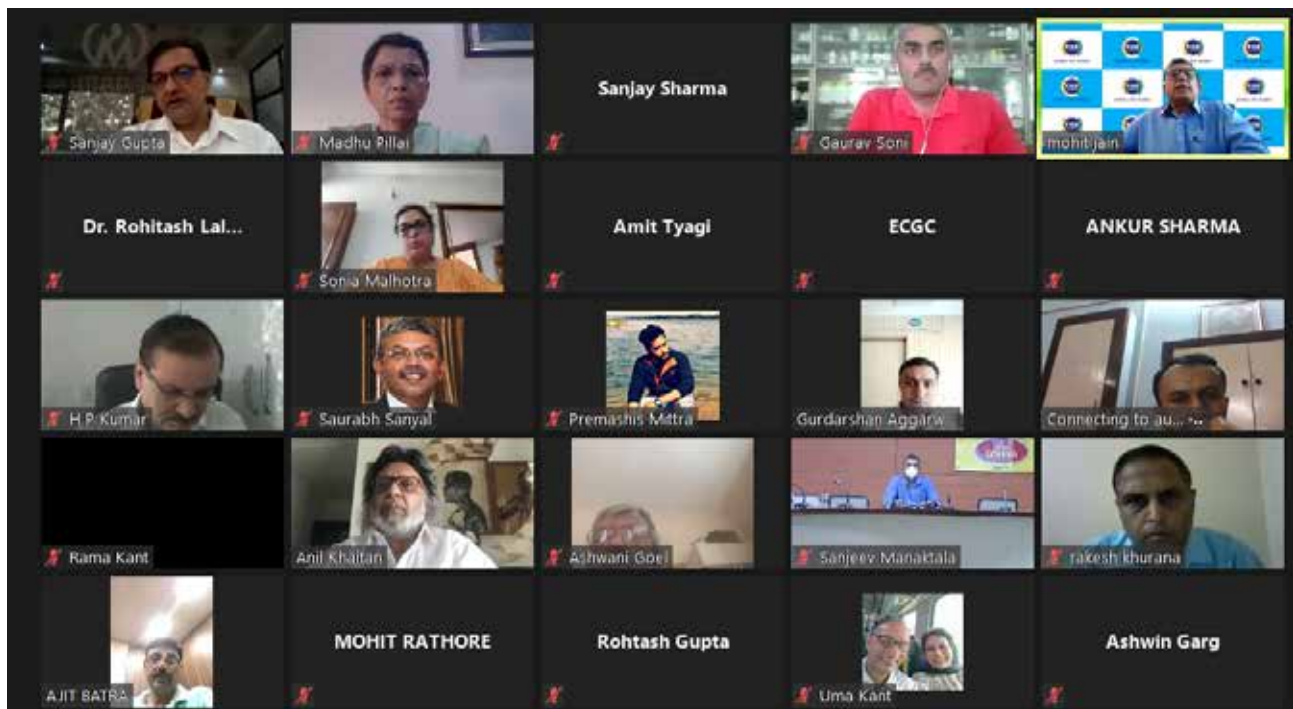 Sanjay Gupta
Madhu Pillai
Sanjay Sharma
Gaurav Soni
mohit jain
Dr. Rohitash Lal...
Sonia Malhotra
Amit Tyagi
ECGC
ANKUR SHARMA
H P Kumar
Saurabh Sanyal
Premashis Mittra
Gurdarshan Aggarw
Connecting to au... •..
Rama Kant
Anil Khaitan
Ashwani Goel
Sanjeev Manaktala
rakesh khurana
AJIT BATRA
MOHIT RATHORE
Rohtash Gupta
Uma Kant
Ashwin Garg